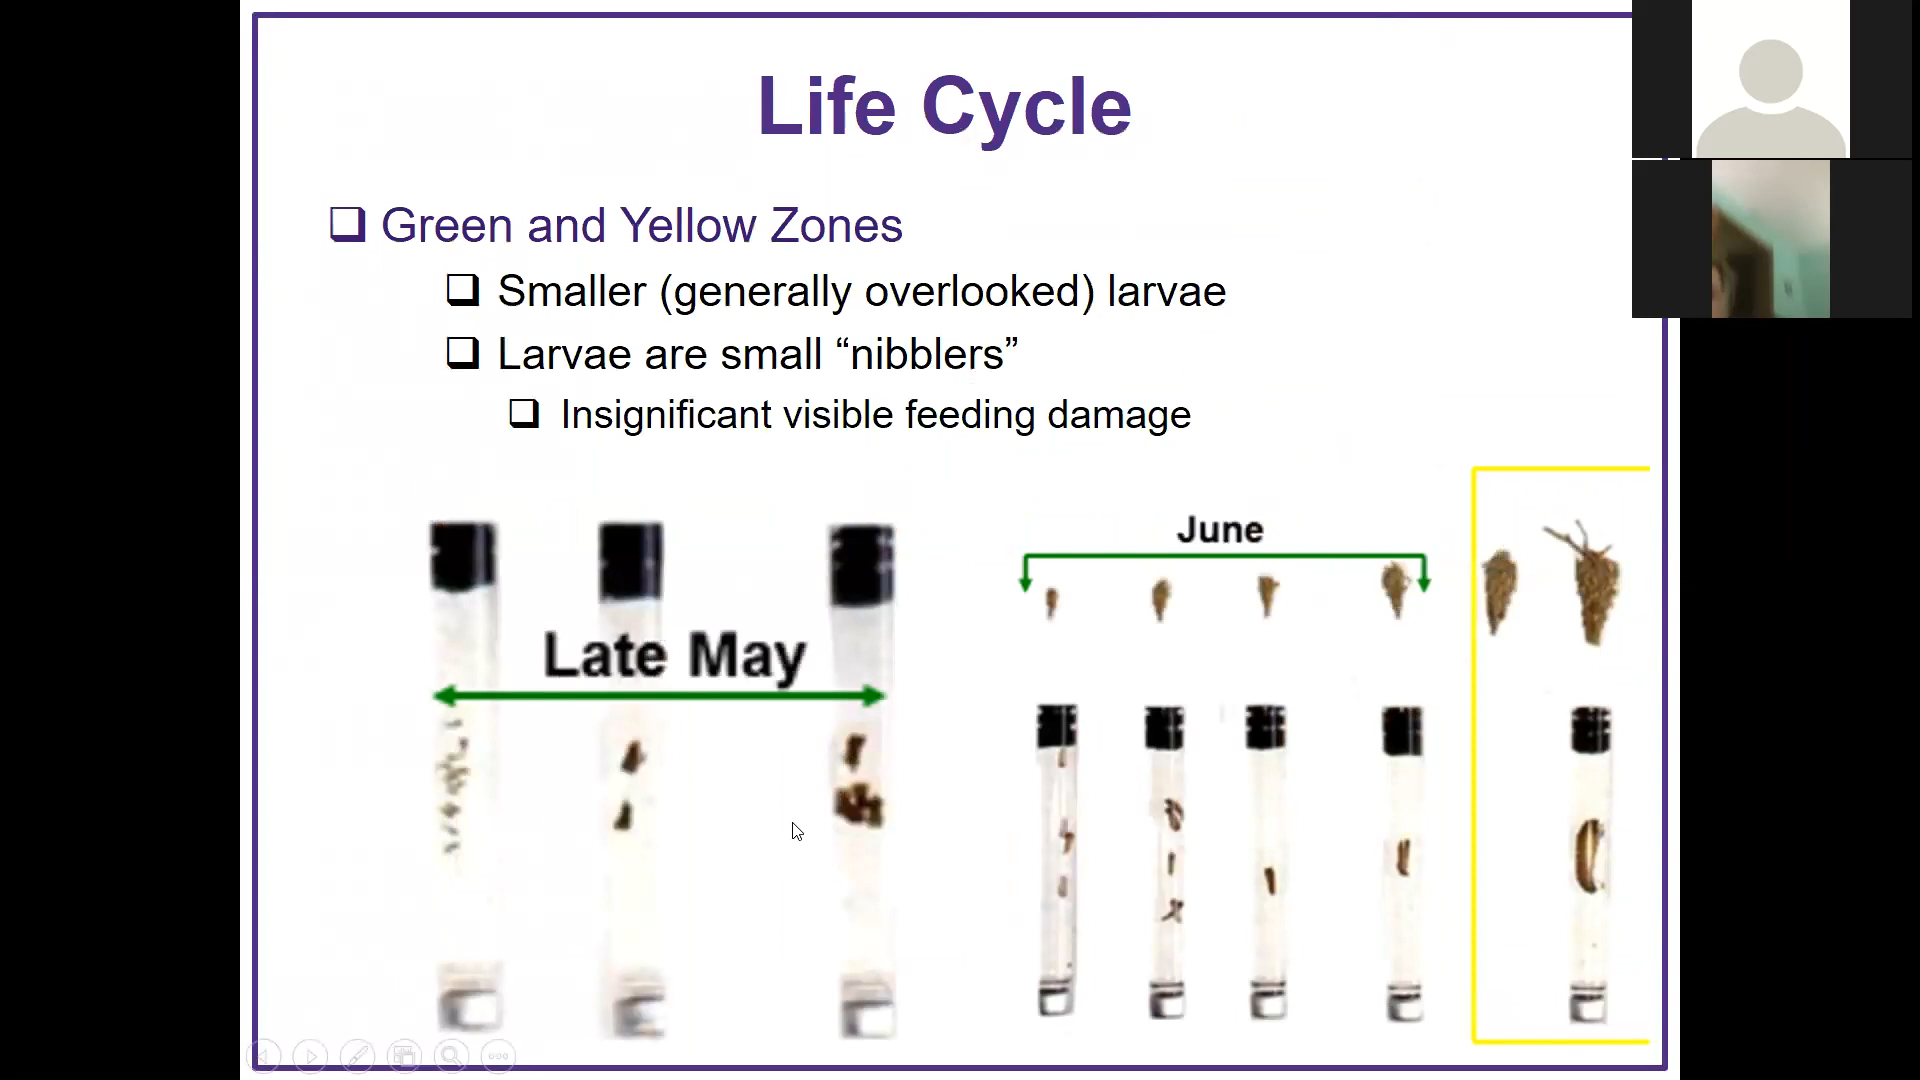 Life Cycle
Green and Yellow Zones
Smaller (generally overlooked) larvae
Larvae are small “nibblers”
Insignificant visible feeding damage
Late May
June